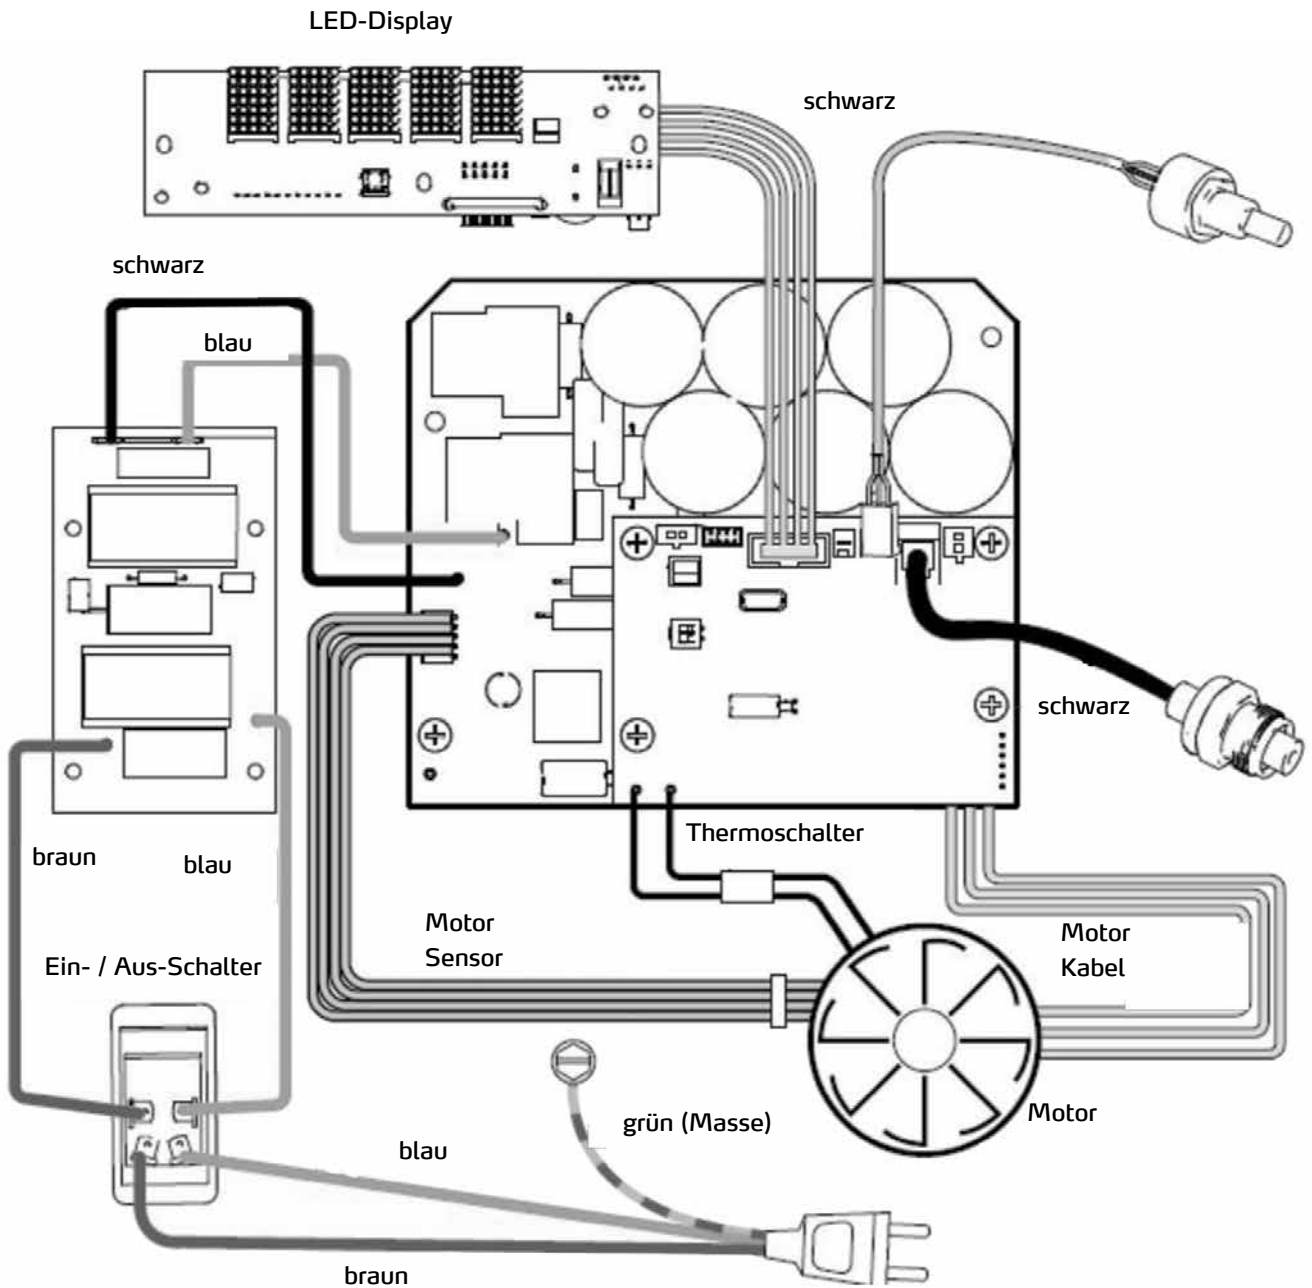 LED-Display
schwarz
schwarz
blau
schwarz
Thermoschalter
braun
blau
Motor
Sensor
Motor
Kabel
Ein- / Aus-Schalter
Motor
grün (Masse)
blau
braun